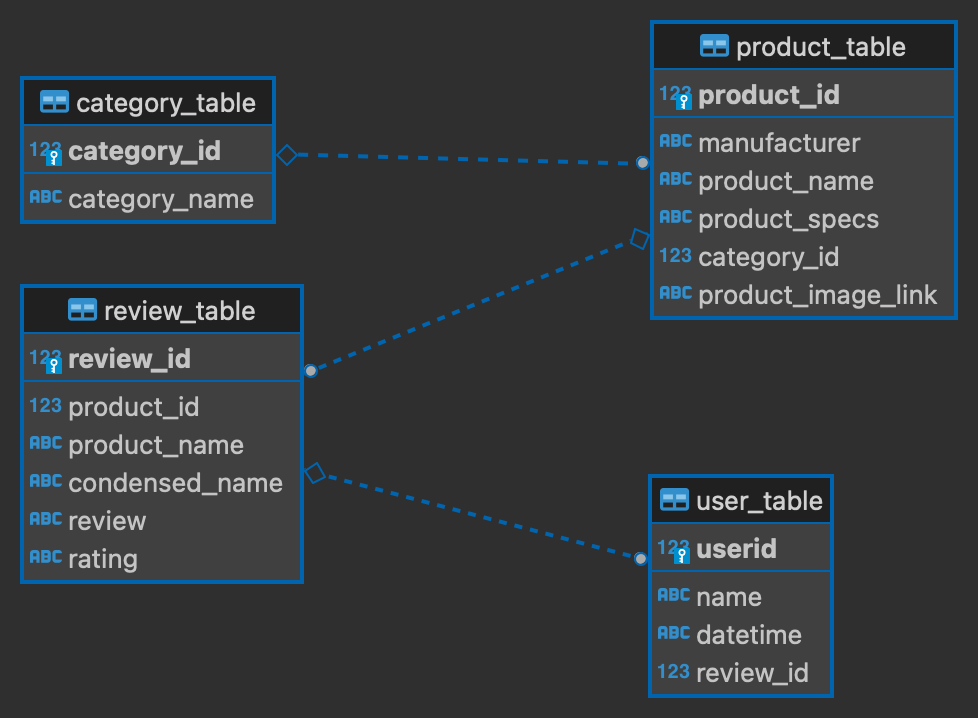 category_table
123 category_id
ABC category_name
product_table
123 product_id
ABC manufacturer
ABC product_name
ABC product_specs
123 category_id
ABC product_image_link
review_table
123 review_id
123 product_id
ABC product_name
ABC condensed_name
ABC review
ABC rating
user_table
123 userid
ABC name
ABC datetime
123 review_id